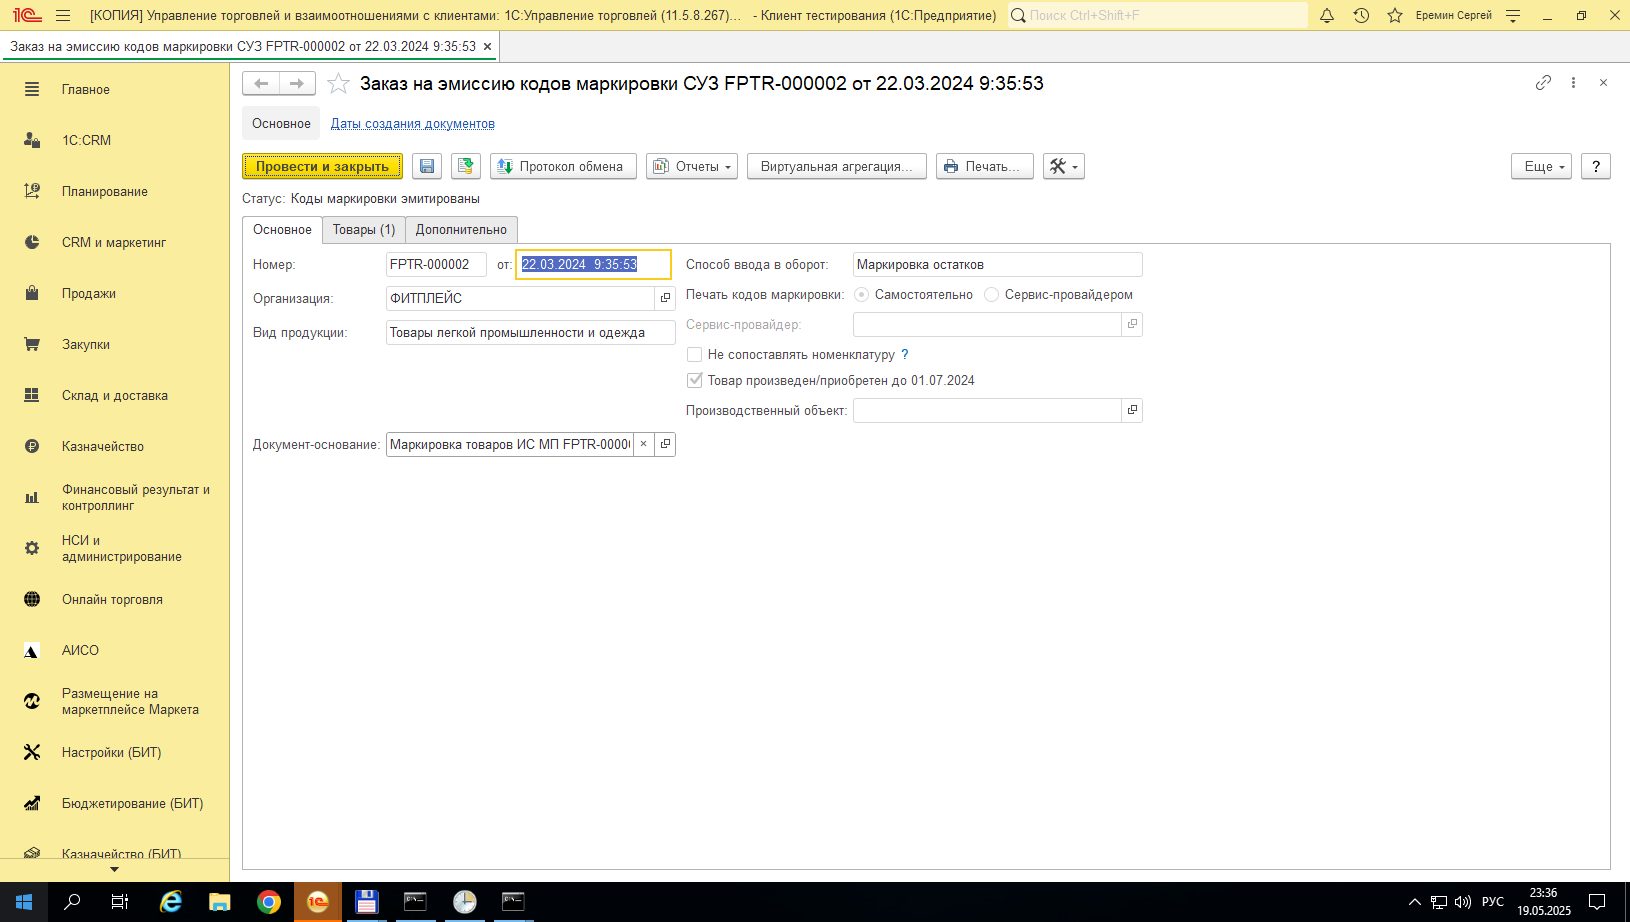 [КОПИЯ] Управление торговлей и взаимоотношениями с клиентами: 1С:Управление торговлей (11.5.8.267)... - Клиент тестирования (1С:Предприятие)
Поиск Ctrl+Shift+F
Еремин Сергей
Заказ на эмиссию кодов маркировки СУЗ FPTR-000002 от 22.03.2024 9:35:53 ×
Главное
1С:CRM
Планирование
CRM и маркетинг
Продажи
Закупки
Склад и доставка
Казначейство
Финансовый результат и
контроллинг
НСИ и
администрирование
Онлайн торговля
АИСО
Размещение на
маркетплейсе Маркета
Настройки (БИТ)
Бюджетирование (БИТ)
Казначейство (БИТ)
Заказ на эмиссию кодов маркировки СУЗ FPTR-000002 от 22.03.2024 9:35:53
Основное Даты создания документов
Провести и закрыть Протокол обмена Отчеты Виртуальная агрегация... Печать... Еще ?
Статус: Коды маркировки эмитированы
Основное Товары (1) Дополнительно
Номер: FPTR-000002 от: 22.03.2024 9:35:53
Организация: ФИТПЛЕЙС
Вид продукции: Товары легкой промышленности и одежда
Документ-основание: Маркировка товаров ИС МП FPTR-0000
Способ ввода в оборот: Маркировка остатков
Печать кодов маркировки: Самостоятельно Сервис-провайдером
Сервис-провайдер:
Не сопоставлять номенклатуру ?
Товар произведен/приобретен до 01.07.2024
Производственный объект:
РУС
23:36
19.05.2025